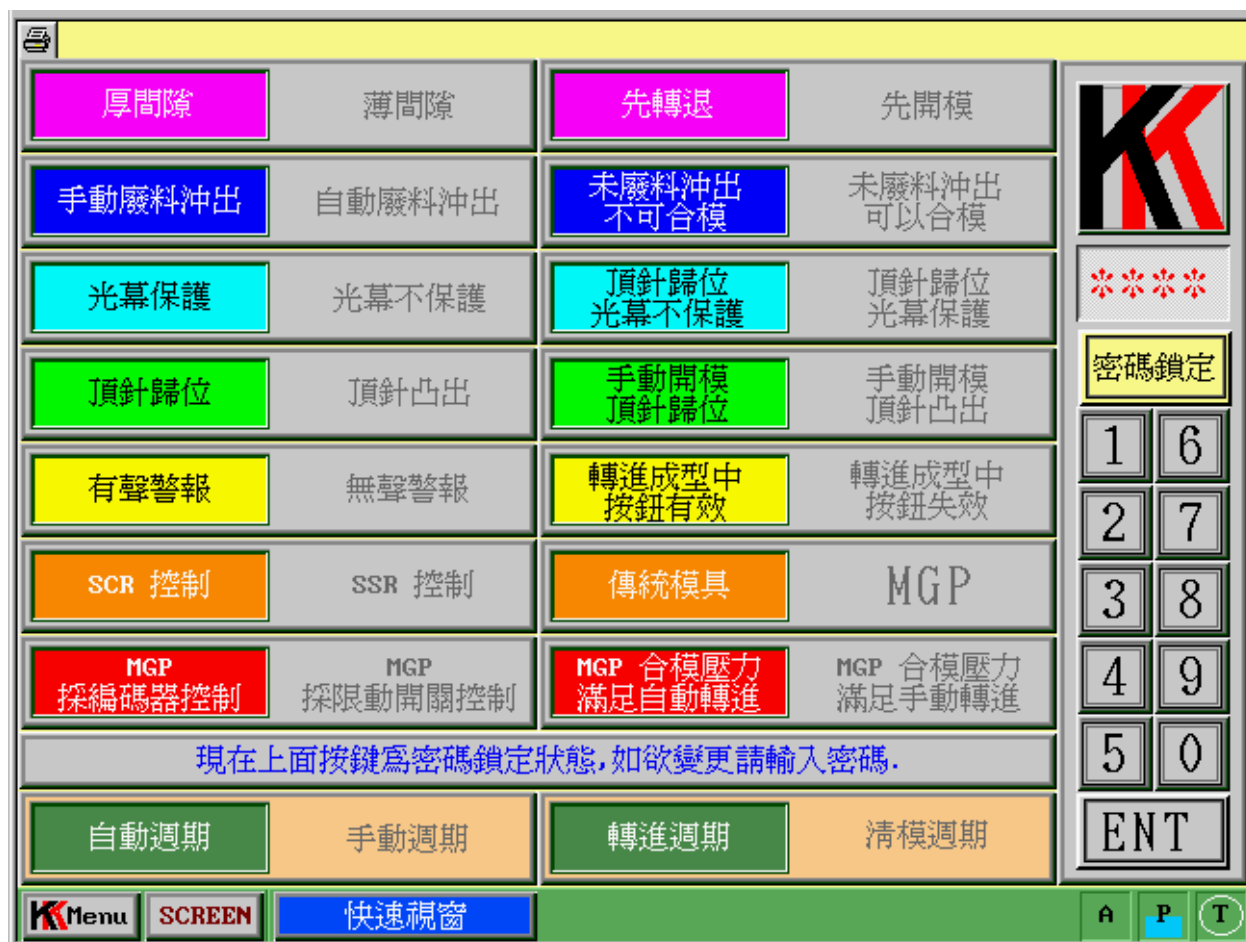 厚間隙 薄間隙 先轉退 先開模
手動廢料沖出 自動廢料沖出 未廢料沖出 未廢料沖出
不可合模 可以合模
光幕保護 光幕不保護 頂針歸位 頂針歸位
光幕不保護 光幕保護
****
密碼鎖定
頂針歸位 頂針凸出 手動開模 手動開模
頂針歸位 頂針凸出
1 6
有聲警報 無聲警報 轉進成型中 轉進成型中
按鈕有效 按鈕失效
2 7
SCR 控制 SSR 控制 傳統模具 MGP
3 8
MGP MGP MGP 合模壓力 MGP 合模壓力
採編碼器控制 採限動開關控制 滿足自動轉進 滿足手動轉進
4 9
現在上面按鍵爲密碼鎖定狀態,如欲變更請輸入密碼.
5 0
自動週期 手動週期 轉進週期 清模週期
ENT
KMenu SCREEN 快速視窗 A P T